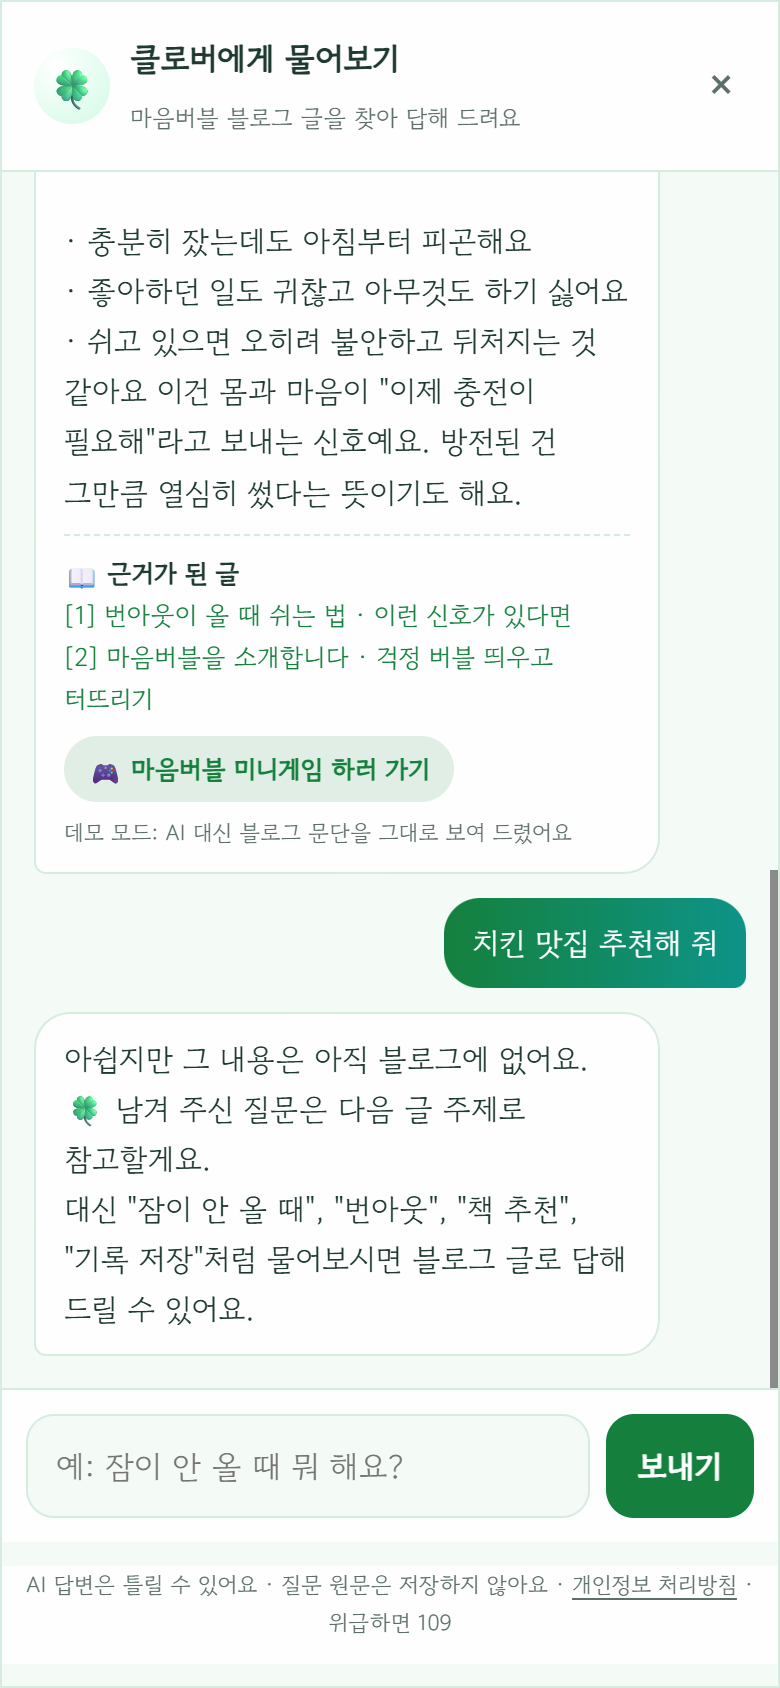 클로버에게 물어보기
마음버블 블로그 글을 찾아 답해 드려요
×
· 충분히 잤는데도 아침부터 피곤해요
· 좋아하던 일도 귀찮고 아무것도 하기 싫어요
· 쉬고 있으면 오히려 불안하고 뒤처지는 것
같아요 이건 몸과 마음이 "이제 충전이
필요해"라고 보내는 신호예요. 방전된 건
그만큼 열심히 썼다는 뜻이기도 해요.
📖 근거가 된 글
[1] 번아웃이 올 때 쉬는 법 · 이런 신호가 있다면
[2] 마음버블을 소개합니다 · 걱정 버블 띄우고
터뜨리기
🎮 마음버블 미니게임 하러 가기
데모 모드: AI 대신 블로그 문단을 그대로 보여 드렸어요
치킨 맛집 추천해 줘
아쉽지만 그 내용은 아직 블로그에 없어요.
🍀 남겨 주신 질문은 다음 글 주제로
참고할게요.
대신 "잠이 안 올 때", "번아웃", "책 추천",
"기록 저장"처럼 물어보시면 블로그 글로 답해
드릴 수 있어요.
예: 잠이 안 올 때 뭐 해요?
보내기
AI 답변은 틀릴 수 있어요 · 질문 원문은 저장하지 않아요 · 개인정보 처리방침 ·
위급하면 109